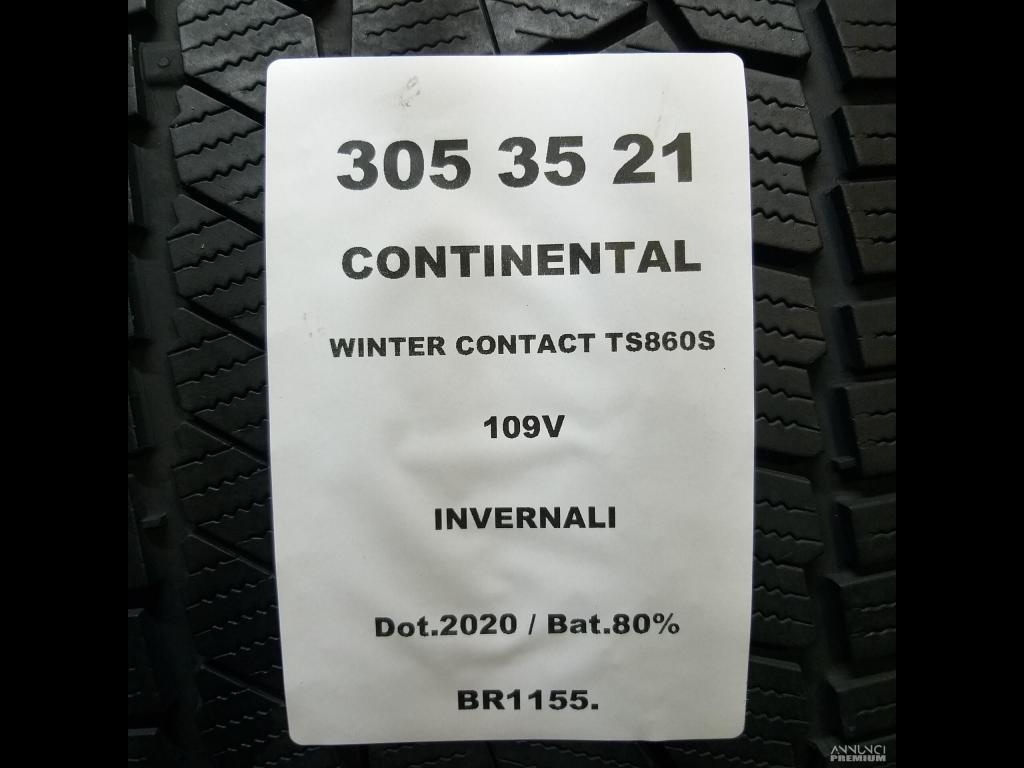 305 35 21
CONTINENTAL
WINTER CONTACT TS860S
109V
INVERNALI
Dot.2020 / Bat.80%
BR1155.
ANNUNCI
PREMIUM